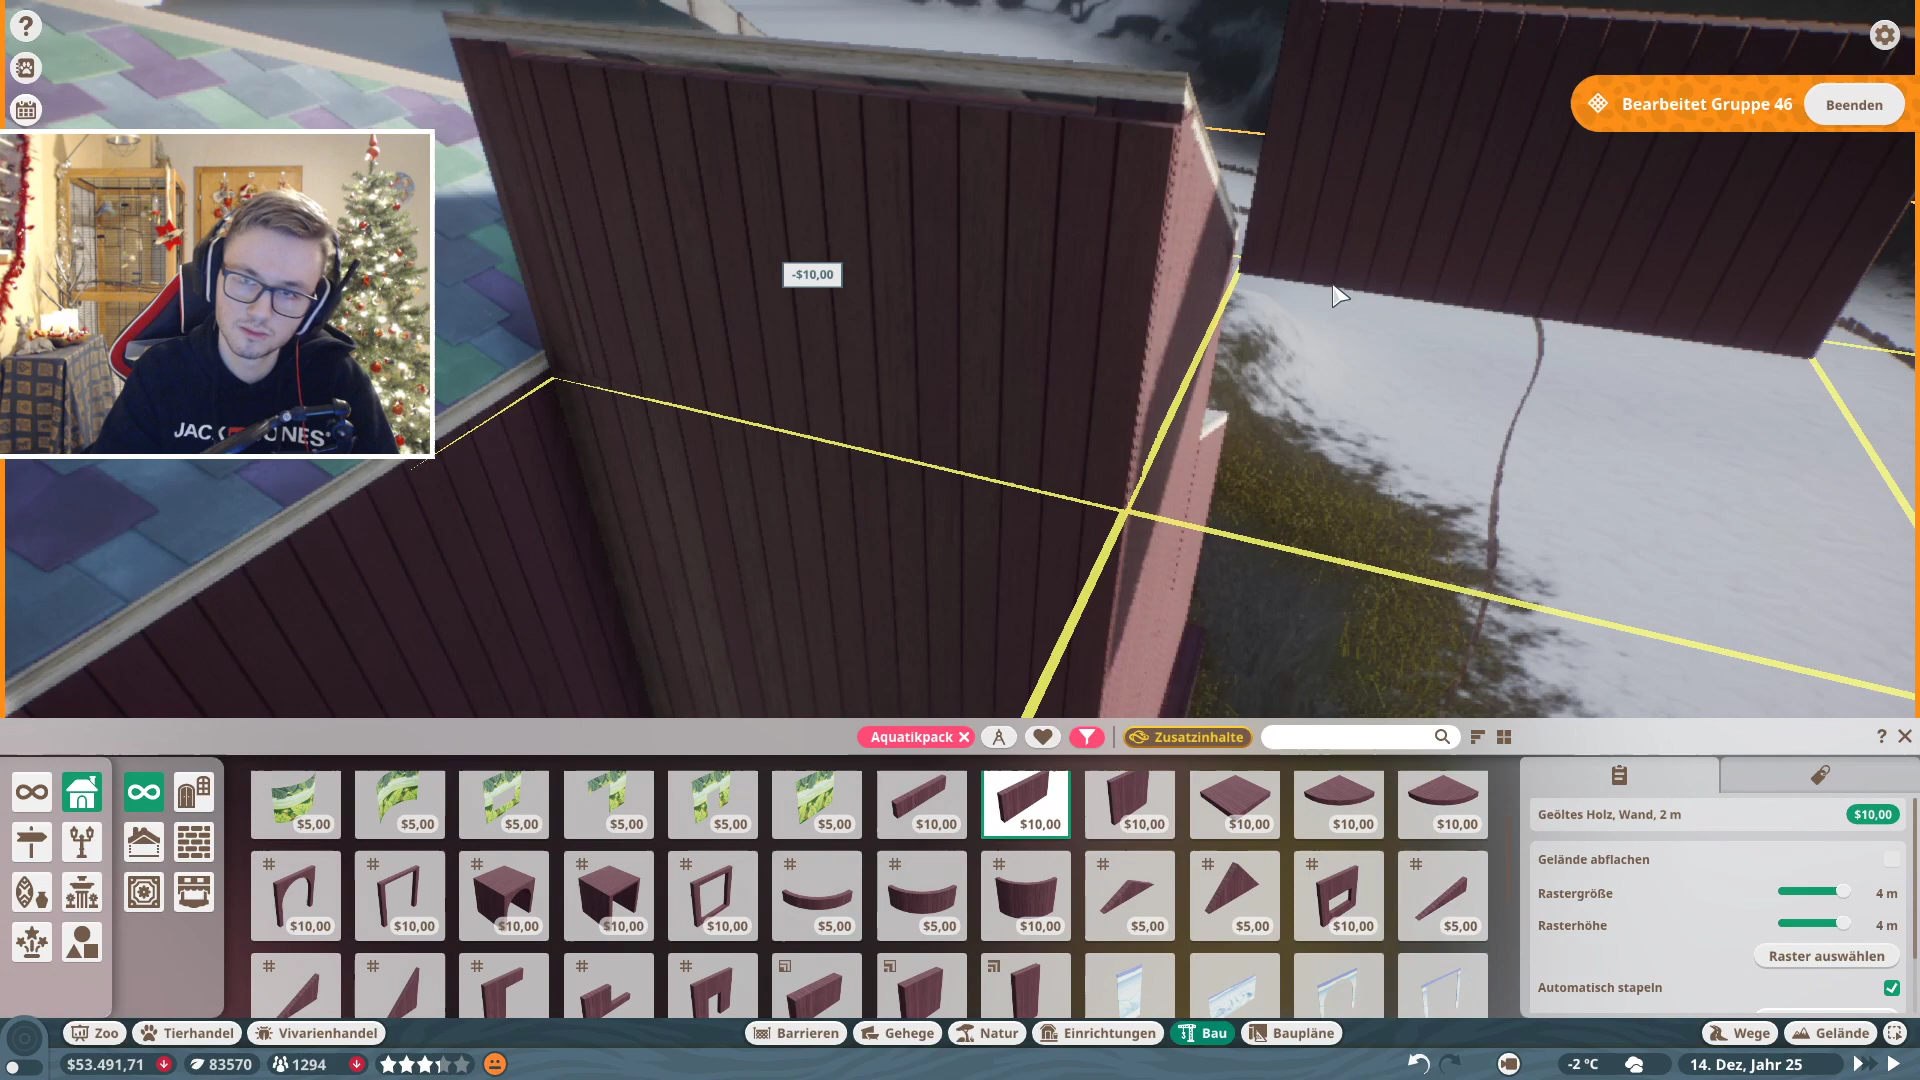 ?
Bearbeitet Gruppe 46
Beenden
-$10,00
JACK
NES
Aquatikpack
Zusatzinhalte
?
$5,00
$5,00
$5,00
$5,00
$5,00
$5,00
$10,00
$10,00
$10,00
$10,00
$10,00
$10,00
$10,00
$10,00
$10,00
$10,00
$10,00
$5,00
$5,00
$10,00
$5,00
$5,00
$10,00
$5,00
Geöltes Holz, Wand, 2 m
$10,00
Gelände abflachen
Rastergröße
4 m
Rasterhöhe
4 m
Raster auswählen
Automatisch stapeln
Zoo
Tierhandel
Vivarienhandel
Barrieren
Gehege
Natur
Einrichtungen
Bau
Baupläne
Wege
Gelände
$53.491,71
83570
1294
-2 °C
14. Dez, Jahr 25